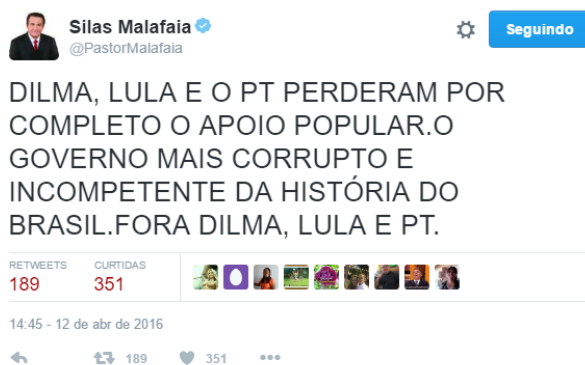 Silas Malafaia
@PastorMalafaia
Seguindo
DILMA, LULA E O PT PERDERAM POR
COMPLETO O APOIO POPULAR.O
GOVERNO MAIS CORRUPTO E
INCOMPETENTE DA HISTÓRIA DO
BRASIL.FORA DILMA, LULA E PT.
RETWEETS CURTIDAS
189 351
14:45 - 12 de abr de 2016
189 351